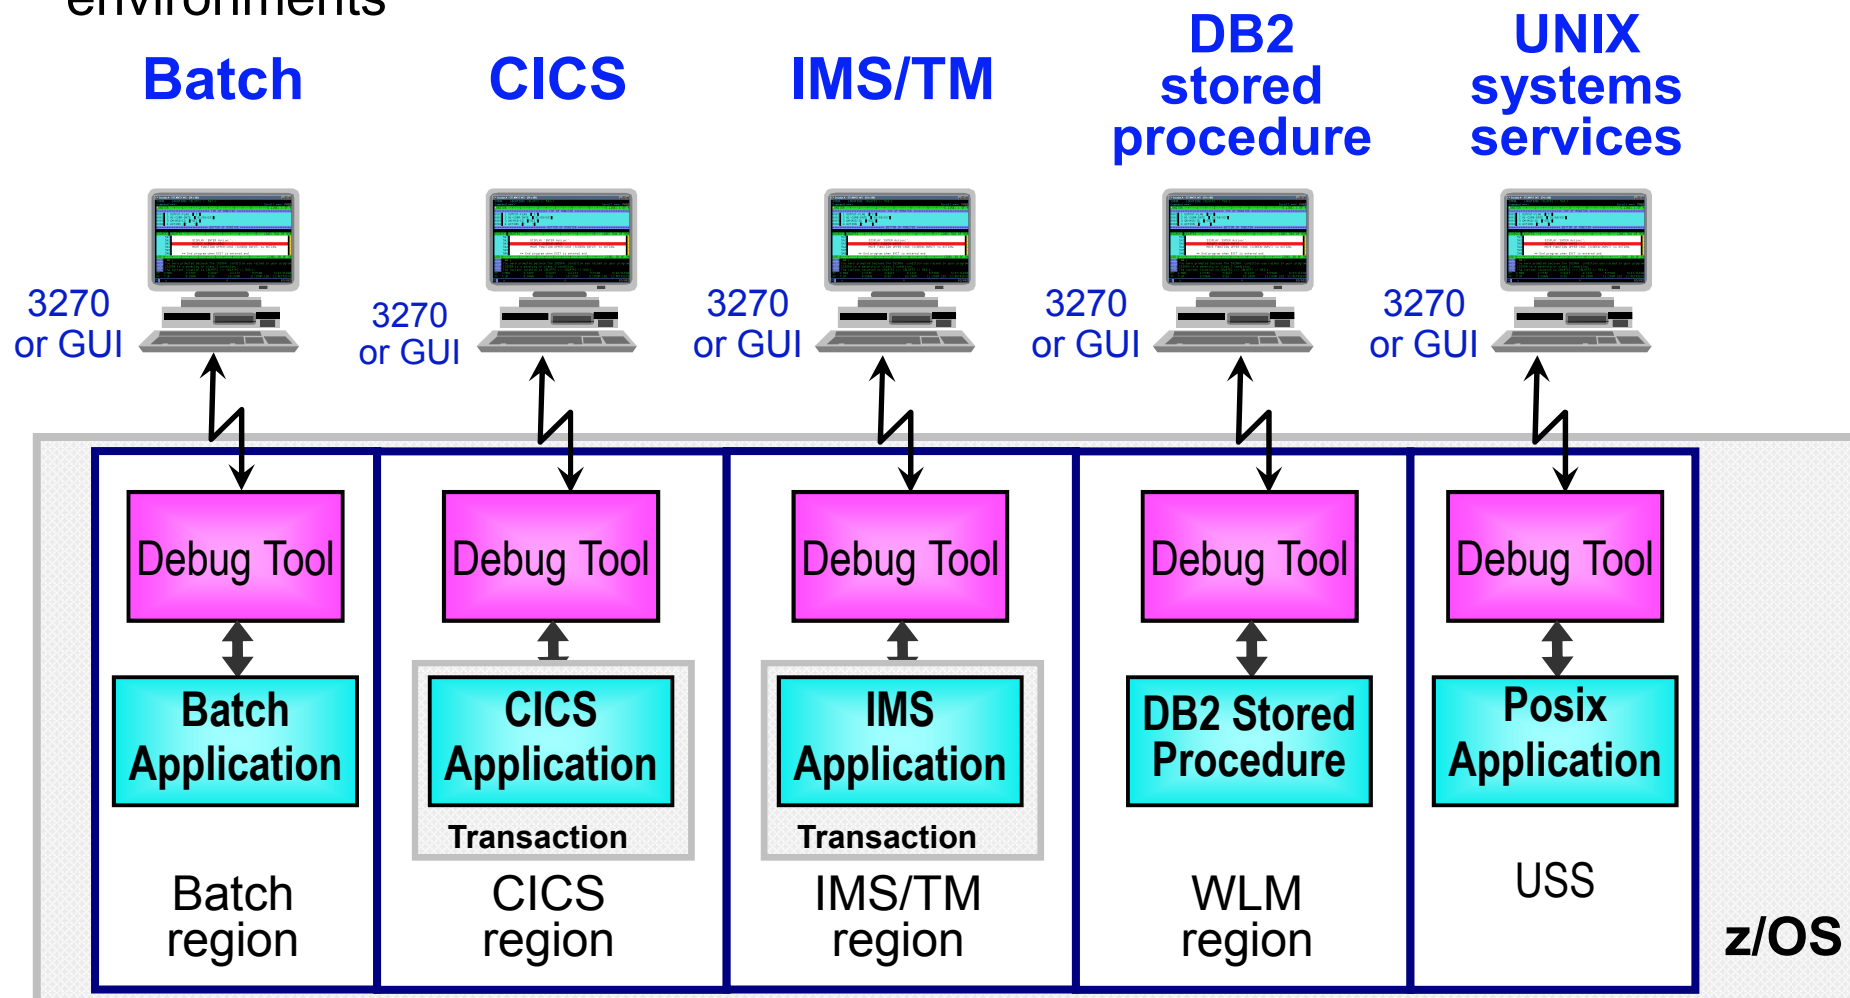 environments
Batch
CICS
IMS/TM
DB2
stored
procedure
UNIX
systems
services
3270
or GUI
3270
or GUI
3270
or GUI
3270
or GUI
3270
or GUI
Debug Tool
Debug Tool
Debug Tool
Debug Tool
Debug Tool
Batch
Application
CICS
Application
Transaction
IMS
Application
Transaction
DB2 Stored
Procedure
Posix
Application
Batch
region
CICS
region
IMS/TM
region
WLM
region
USS
z/OS